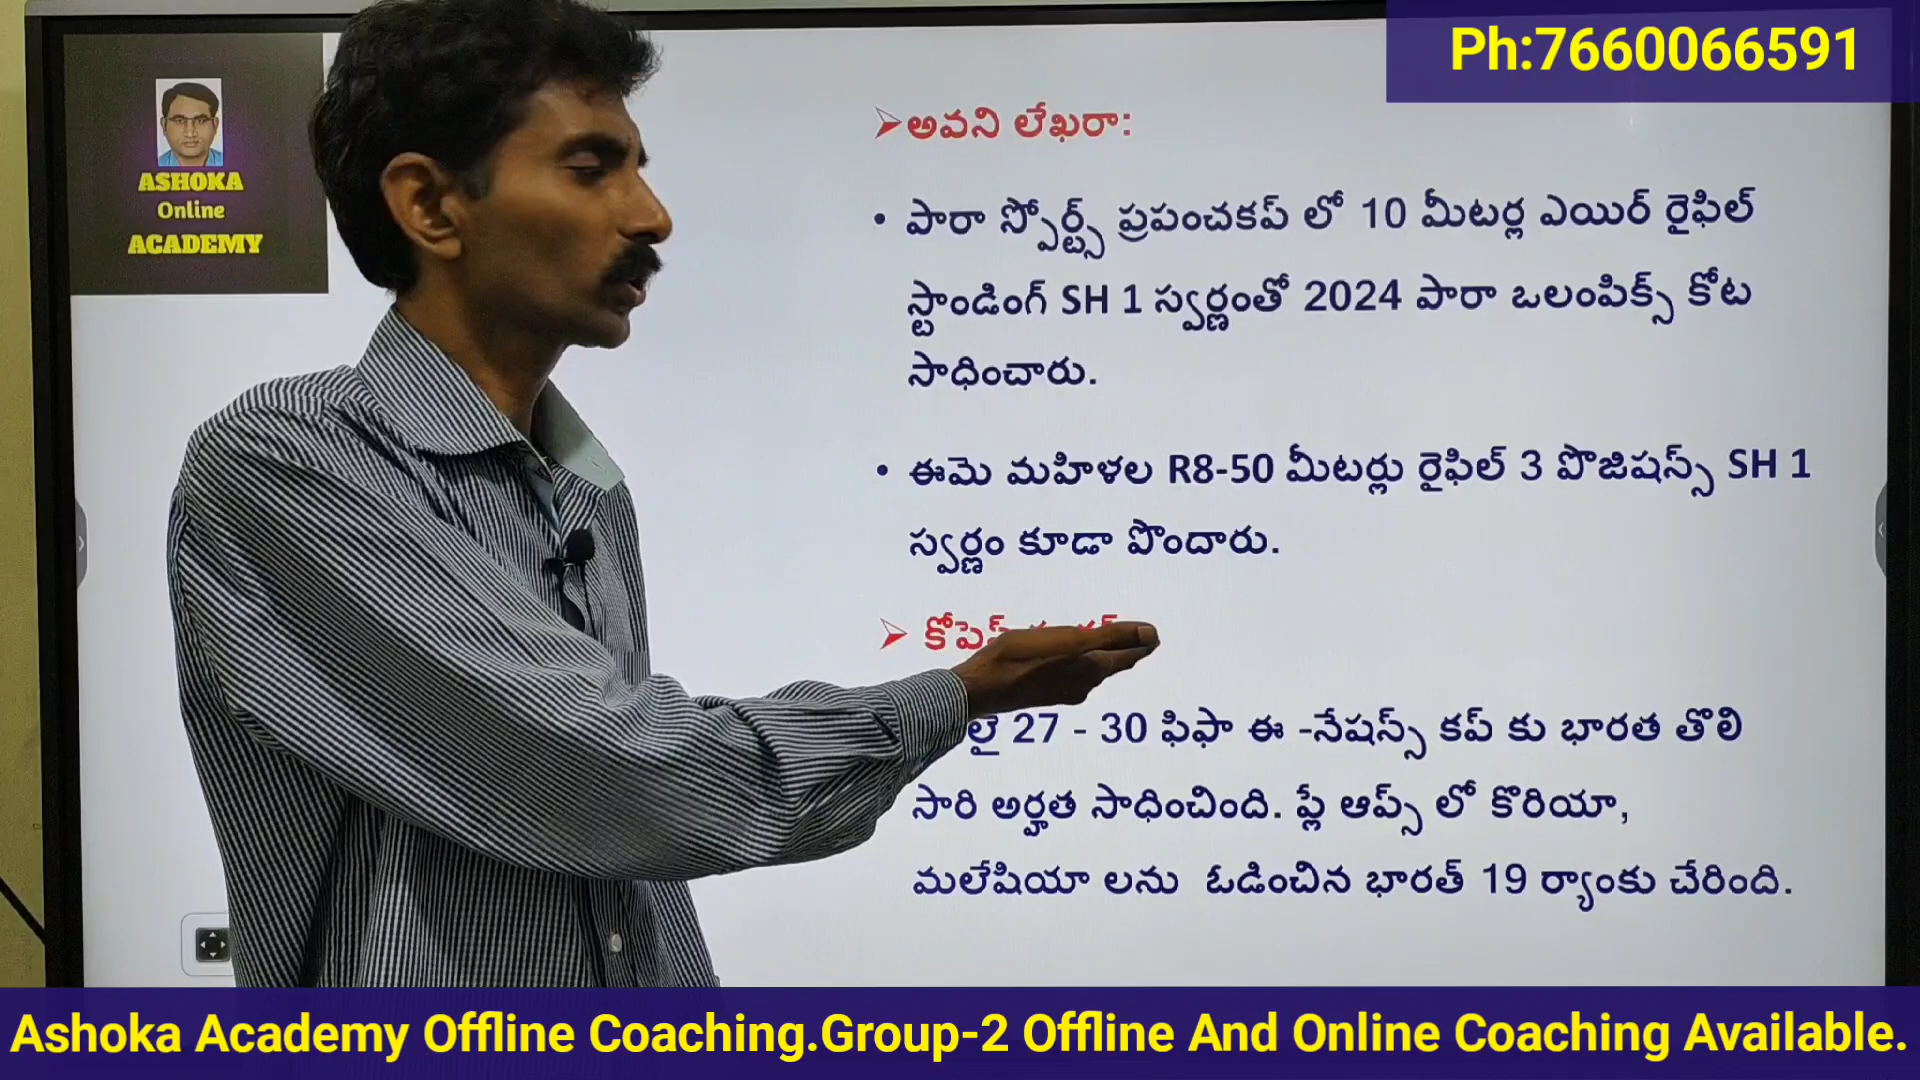 Ph:7660066591
ASHOKA
Online
ACADEMY
అవని లేఖరా:
• పారా స్పోర్ట్స్ ప్రపంచకప్ లో 10 మీటర్ల ఎయిర్ రైఫిల్
స్టాండింగ్ SH 1 స్వర్ణంతో 2024 పారా ఒలంపిక్స్ కోట
సాధించారు.
• ఈమె మహిళల R8-50 మీటర్లు రైఫిల్ 3 పొజిషన్స్ SH 1
స్వర్ణం కూడా పొందారు.
27 - 30 ఫిఫా ఈ -నేషన్స్ కప్ కు భారత తొలి
సారి అర్హత సాధించింది. ప్లే ఆప్స్ లో కొరియా,
మలేషియా లను ఓడించిన భారత్ 19 ర్యాంకు చేరింది.
Ashoka Academy Offline Coaching.Group-2 Offline And Online Coaching Available.